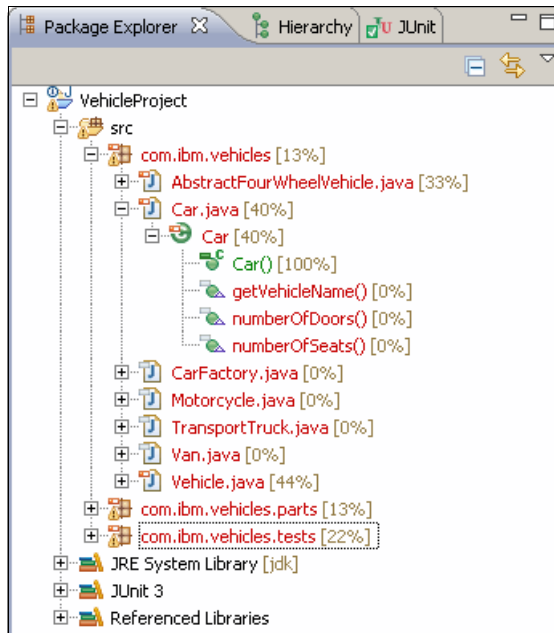 Package Explorer Hierarchy JUnit
VehicleProject
src
com.ibm.vehicles [13%]
AbstractFourWheelVehicle.java [33%]
Car.java [40%]
Car [40%]
Car() [100%]
getVehicleName() [0%]
numberOfDoors() [0%]
numberOfSeats() [0%]
CarFactory.java [0%]
Motorcycle.java [0%]
TransportTruck.java [0%]
Van.java [0%]
Vehicle.java [44%]
com.ibm.vehicles.parts [13%]
com.ibm.vehicles.tests [22%]
JRE System Library [jdk]
JUnit 3
Referenced Libraries